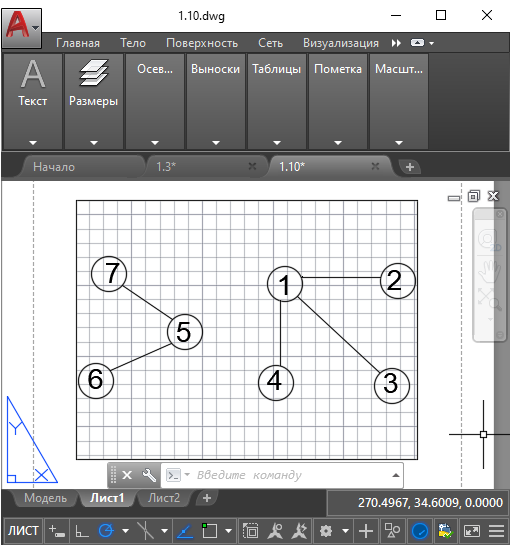 1.10.dwg
A
Главная Тело Поверхность Сеть Визуализация
A
Текст Размеры Осев... Выноски Таблицы Пометка Масшт...
Начало 1.3* 1.10*
7
1
2
5
6
4
3
Y
X
Введите команду
Модель Лист1 Лист2
270.4967, 34.6009, 0.0000
ЛИСТ